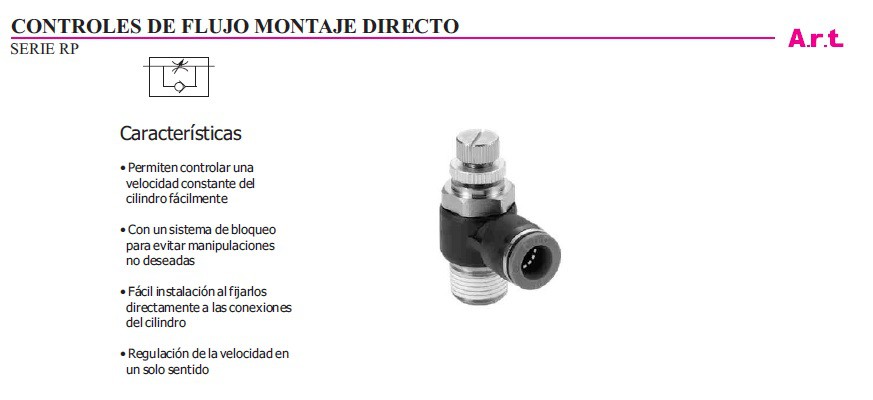 CONTROLES DE FLUJO MONTAJE DIRECTO
A.r.t.
SERIE RP
Características
• Permiten controlar una
velocidad constante del
cilindro fácilmente
• Con un sistema de bloqueo
para evitar manipulaciones
no deseadas
• Fácil instalación al fijarlos
directamente a las conexiones
del cilindro
• Regulación de la velocidad en
un solo sentido